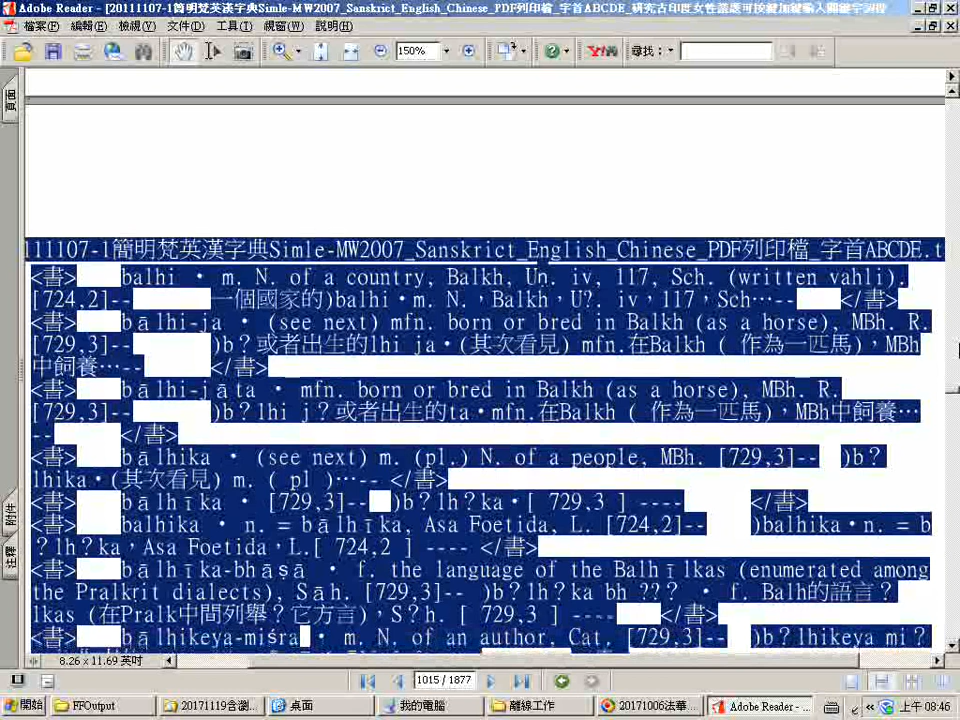 Adobe Reader - [20111107-1簡明梵英漢字典Simle-MW2007_Sanskrict_English_Chinese_PDF列印檔_字首ABCDE_研究古印度女性議題可按鍵加鍵輸入關鍵字詞搜
檔案(F) 編輯(E) 檢視(V) 文件(D) 工具(T) 視窗(W) 說明(H)
150% 尋找:
頁面
111107-1簡明梵英漢字典Simle-MW2007_Sanskrict_English_Chinese_PDF列印檔_字首ABCDE.t
<書> balhi • m. N. of a country, Balkh, Un. iv, 117, Sch. (written vahli).
[724,2]-- 一個國家的)balhi•m. N.，Balkh，U?. iv，117，Sch…-- </書>
<書> bālhi-ja • (see next) mfn. born or bred in Balkh (as a horse), MBh. R.
[729,3]-- )b？或者出生的lhi ja•(其次看見) mfn.在Balkh ( 作為一匹馬)，MBh
中飼養…-- </書>
<書> bālhi-jāta • mfn. born or bred in Balkh (as a horse), MBh. R.
[729,3]-- )b？lhi j？或者出生的ta•mfn.在Balkh ( 作為一匹馬)，MBh中飼養…
-- </書>
<書> bālhika • (see next) m. (pl.) N. of a people, MBh. [729,3]-- )b？
lhika•(其次看見) m. ( pl )…-- </書>
<書> bālhīka • [729,3]-- )b？lh？ka•[ 729,3 ] ---- </書>
<書> balhika • n. = bālhīka, Asa Foetida, L. [724,2]-- )balhika•n. = b
？lh？ka，Asa Foetida，L.[ 724,2 ] ---- </書>
<書> bālhīka-bhāṣā • f. the language of the Balhīlkas (enumerated among
the Pralkṛit dialects), Sāh. [729,3]-- )b？lh？ka bh ??？ • f. Balh的語言？
lkas (在Pralk中間列舉？它方言)，S？h. [ 729,3 ] ---- </書>
<書> bālhikeya-miśra • m. N. of an author. Cat. [729,3]-- )b？lhikeya mi？
附件
注釋
8.26 x 11.69 英吋
1015 / 1877
開始 FFOutput 20171119含瀏... 桌面 我的電腦 離線工作 20171006法華... Adobe Reader - ... 上午 08:46